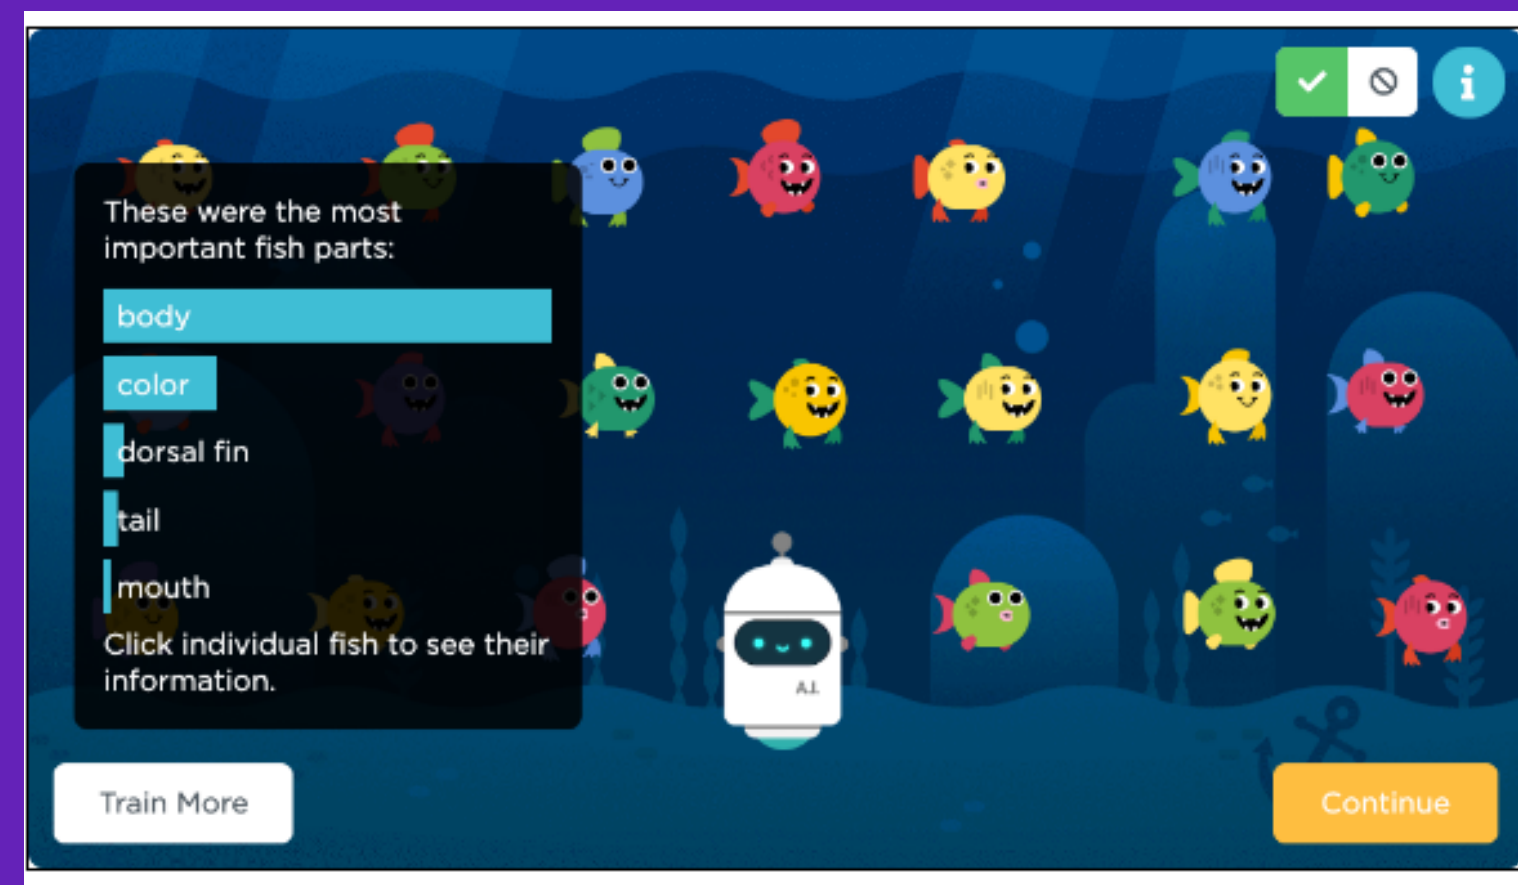 These were the most
important fish parts:
body
color
dorsal fin
tail
mouth
Click individual fish to see their
information.
A.I.
Train More
Continue